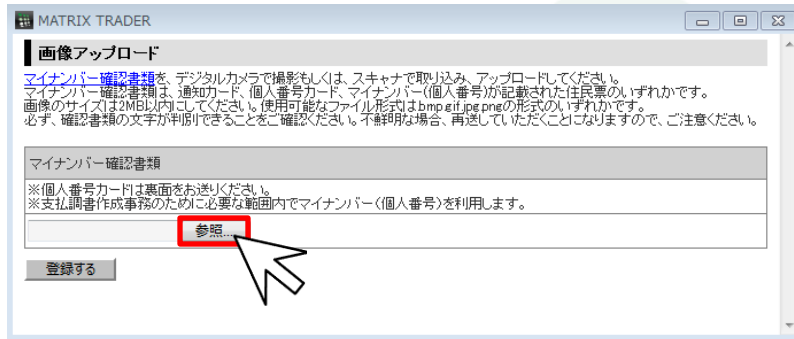 MATRIX TRADER
画像アップロード
マイナンバー確認書類を、デジタルカメラで撮影もしくは、スキャナで取り込み、アップロードしてください。
マイナンバー確認書類は、通知カード、個人番号カード、マイナンバー(個人番号)が記載された住民票のいずれかです。
画像のサイズは2MB以内にしてください。使用可能なファイル形式はbmp,gif,jpg,pngの形式のいずれかです。
必ず、確認書類の文字が判別できることをご確認ください。不鮮明な場合、再送していただくことになりますので、ご注意ください。
マイナンバー確認書類
※個人番号カードは裏面をお送りください。
※支払調書作成事務のために必要な範囲内でマイナンバー(個人番号)を利用します。
参照...
登録する